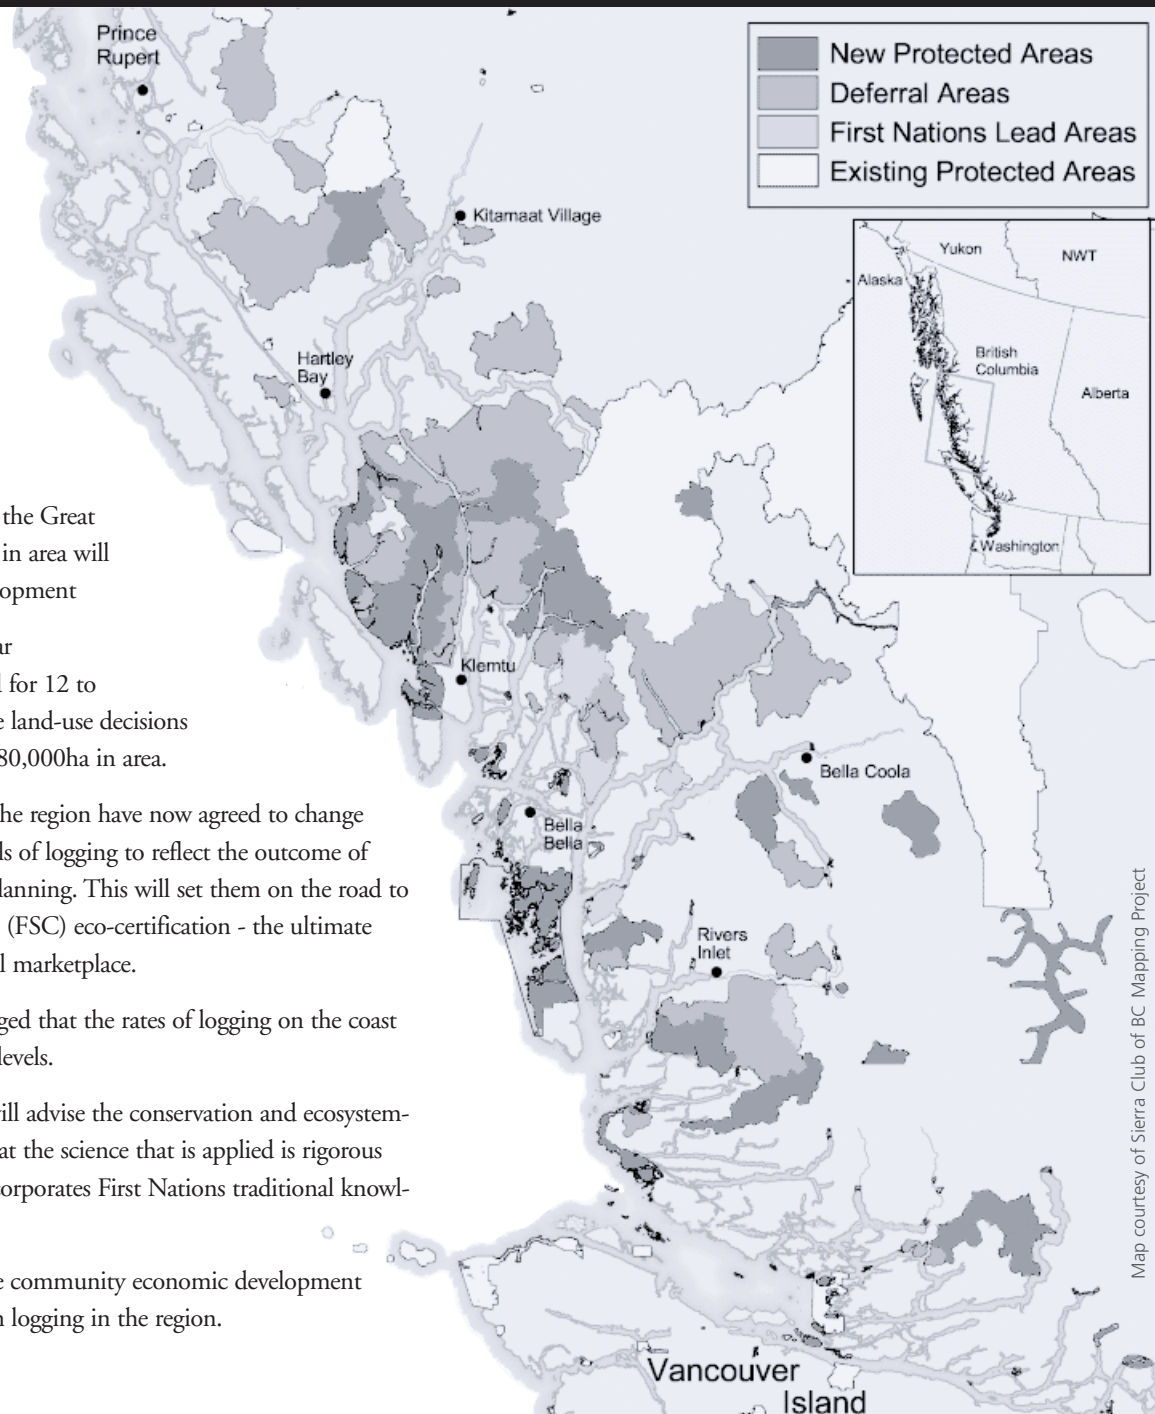 Prince
Rupert
New Protected Areas
Deferral Areas
First Nations Lead Areas
Existing Protected Areas
Kitamaat Village
Yukon
NWT
Alaska
British
Columbia
Alberta
Washington
Hartley
Bay
the Great
in area will
opment
ar
for 12 to
e land-use decisions
80,000ha in area.
Klemtu
Bella Coola
he region have now agreed to change
ls of logging to reflect the outcome of
lanning. This will set them on the road to
(FSC) eco-certification - the ultimate
l marketplace.
Bella
Bella
Rivers
Inlet
ged that the rates of logging on the coast
levels.
vill advise the conservation and ecosystem-
at the science that is applied is rigorous
corporates First Nations traditional knowl-
e community economic development
n logging in the region.
Vancouver
Island
Map courtesy of Sierra Club of BC Mapping Project